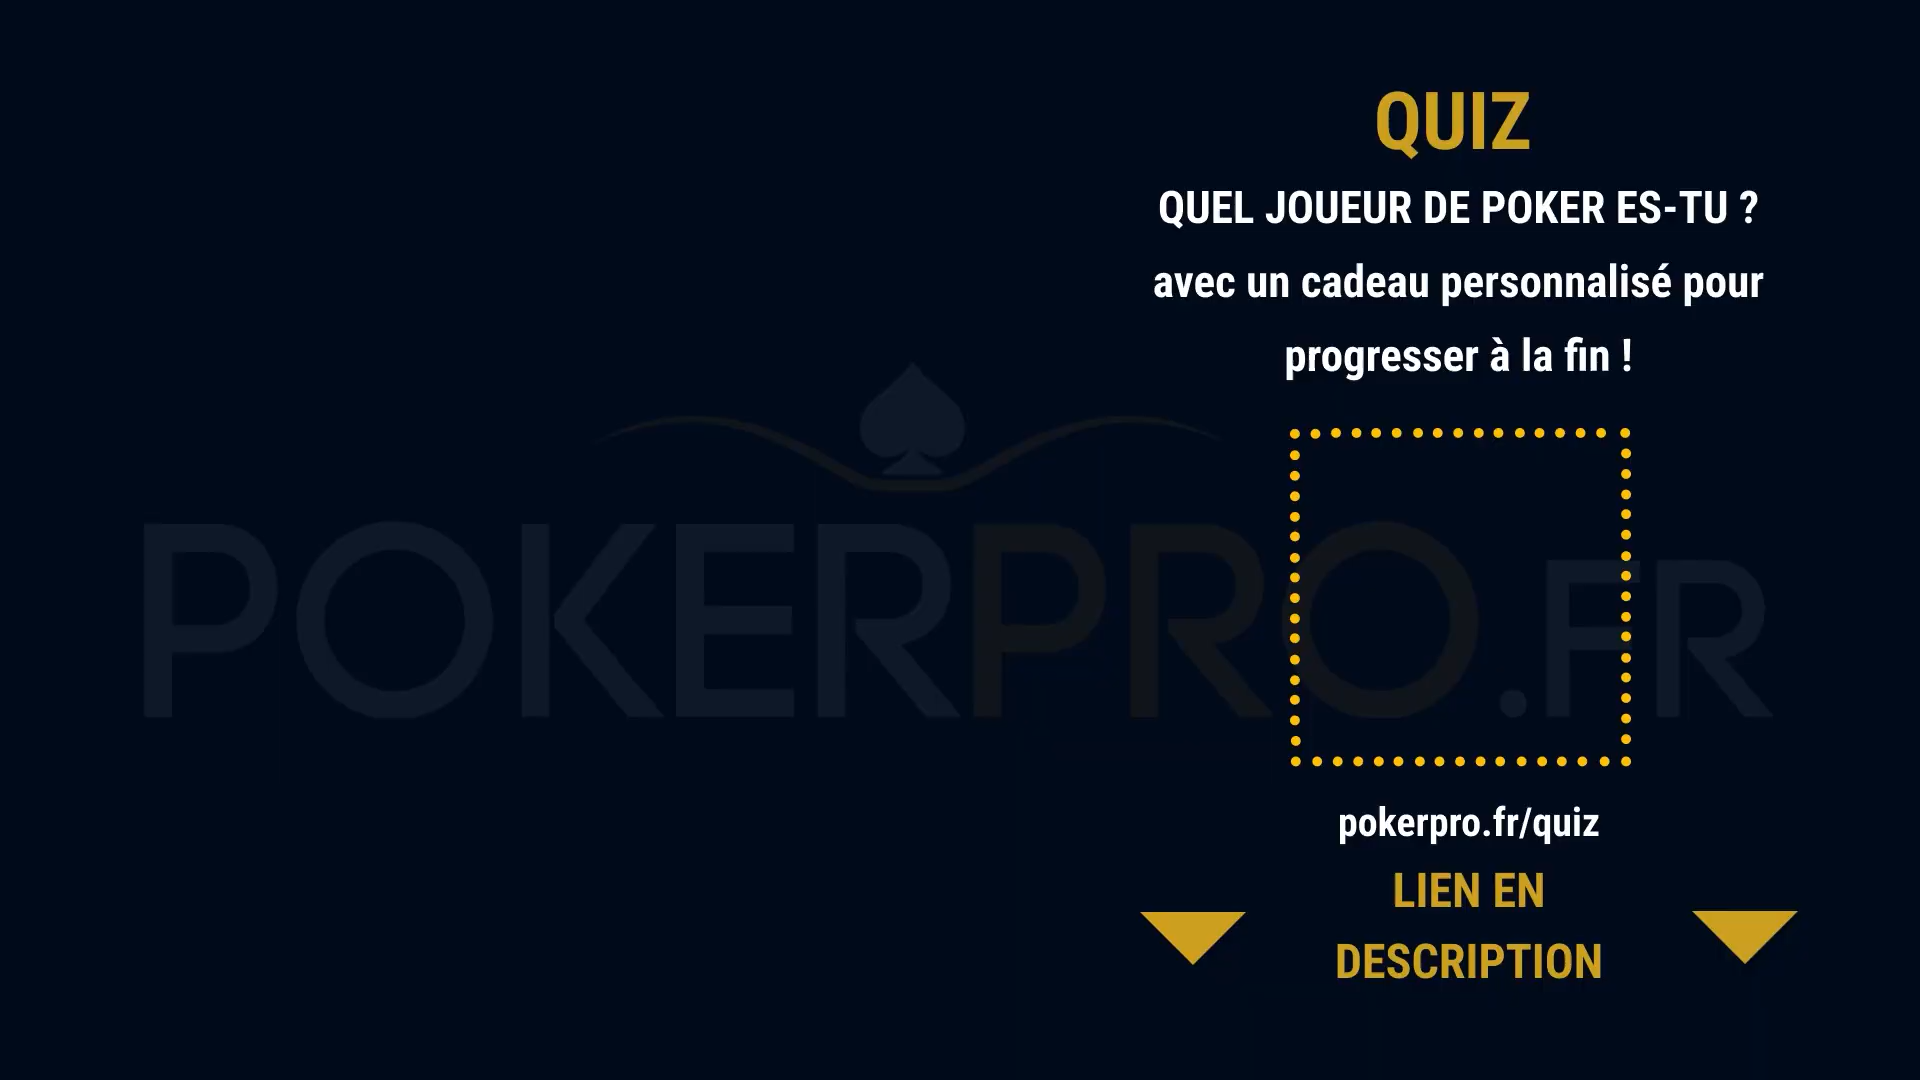 QUIZ
QUEL JOUEUR DE POKER ES-TU ?
avec un cadeau personnalisé pour
progresser à la fin !
POKERPRO.FR
pokerpro.fr/quiz
LIEN EN
DESCRIPTION